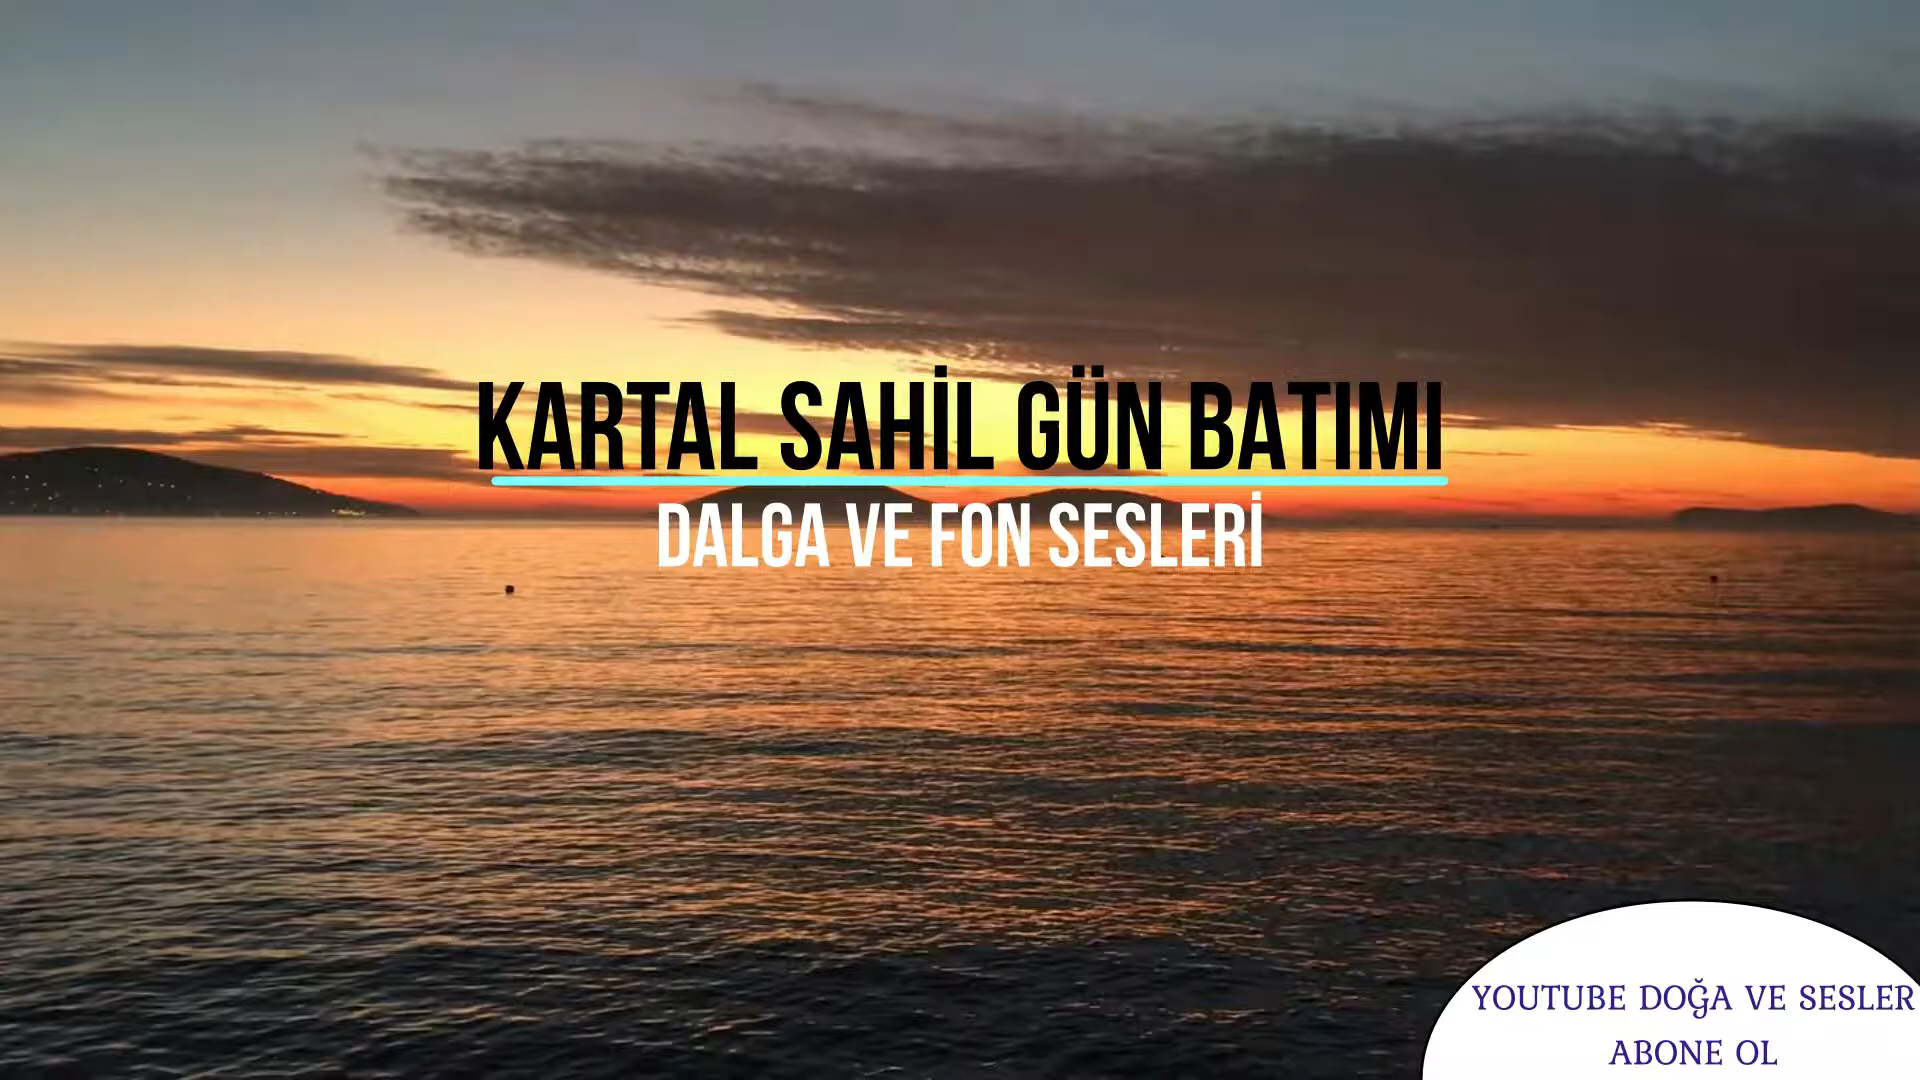 KARTAL SAHİL GÜN BATIMI
DALGA VE FON SESLERİ
YOUTUBE DOĞA VE SESLER
ABONE OL